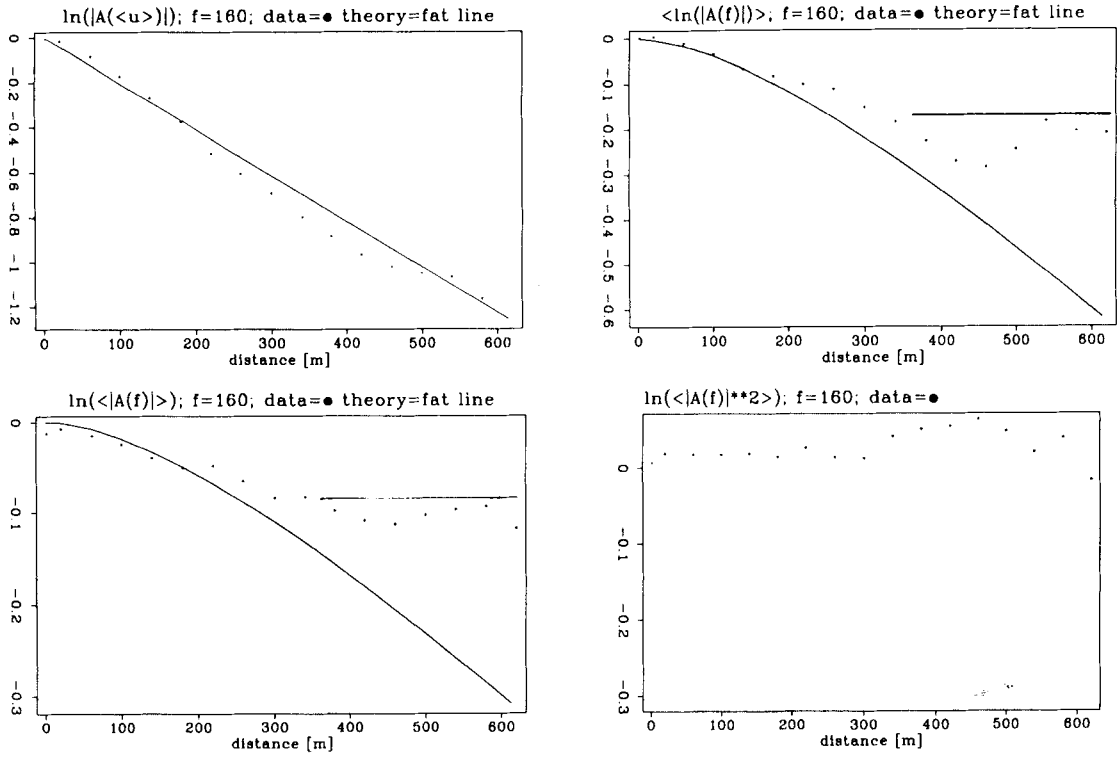 ln(|A(<u>)|); f=160; data=● theory=fat line
0
−0.2
−0.4
−0.6
−0.8
−1
−1.2
0 100 200 300 400 500 600
distance [m]
<ln(|A(f)|)>; f=160; data=● theory=fat line
0
−0.1
−0.2
−0.3
−0.4
−0.5
−0.6
0 100 200 300 400 500 600
distance [m]
ln(<|A(f)|>); f=160; data=● theory=fat line
0
−0.1
−0.2
−0.3
0 100 200 300 400 500 600
distance [m]
ln(<|A(f)|**2>); f=160; data=●
0
−0.1
−0.2
−0.3
0 100 200 300 400 500 600
distance [m]